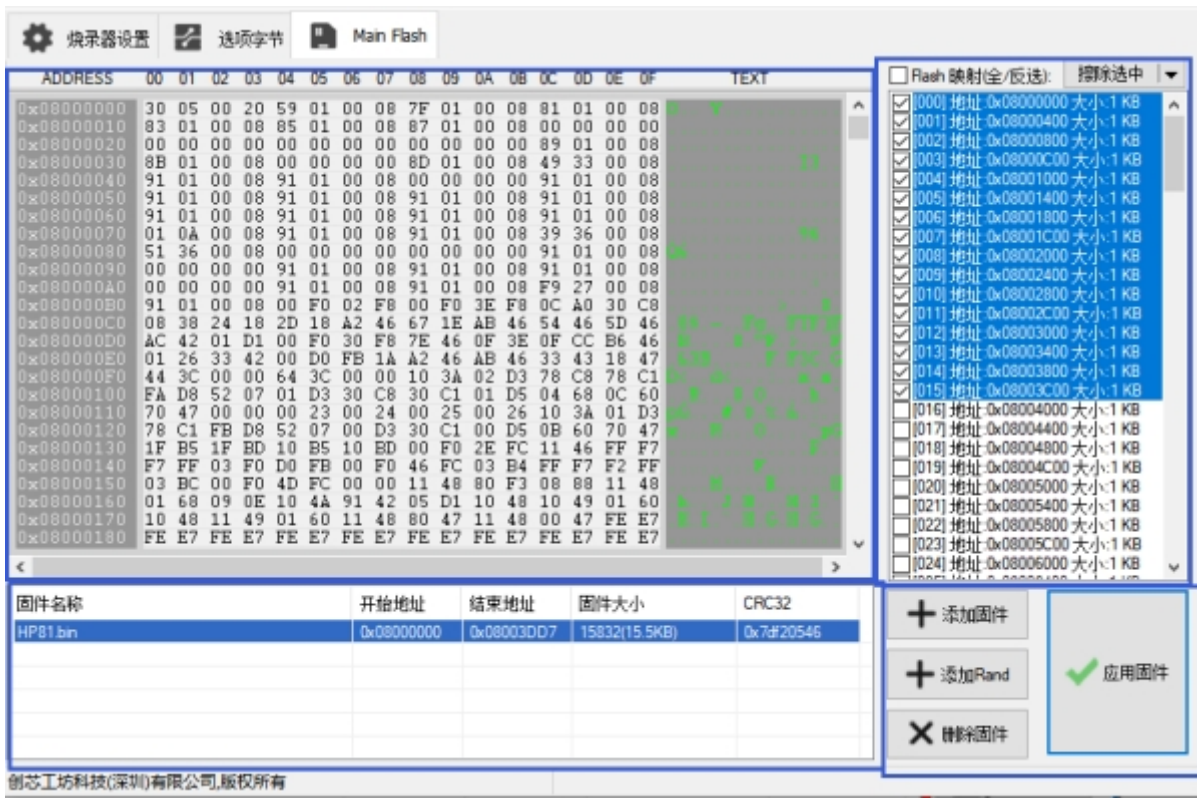 烧录器设置 选项字节 Main Flash
ADDRESS 00 01 02 03 04 05 06 07 08 09 0A 0B 0C 0D 0E 0F TEXT
0x08000000 30 05 00 20 59 01 00 08 7F 01 00 08 81 01 00 08
0x08000010 83 01 00 08 85 01 00 08 87 01 00 08 00 00 00 00
0x08000020 00 00 00 00 00 00 00 00 00 00 00 00 89 01 00 08
0x08000030 8B 01 00 08 00 00 00 00 8D 01 00 08 49 33 00 08
0x08000040 91 01 00 08 91 01 00 08 00 00 00 00 91 01 00 08
0x08000050 91 01 00 08 91 01 00 08 91 01 00 08 91 01 00 08
0x08000060 91 01 00 08 91 01 00 08 91 01 00 08 91 01 00 08
0x08000070 01 0A 00 08 91 01 00 08 91 01 00 08 39 36 00 08
0x08000080 51 36 00 08 00 00 00 00 00 00 00 00 91 01 00 08
0x08000090 00 00 00 00 91 01 00 08 91 01 00 08 91 01 00 08
0x080000A0 00 00 00 00 91 01 00 08 91 01 00 08 F9 27 00 08
0x080000B0 91 01 00 08 00 F0 02 F8 00 F0 3E F8 0C A0 30 C8
0x080000C0 08 38 24 18 2D 18 A2 46 67 1E AB 46 54 46 5D 46
0x080000D0 AC 42 01 D1 00 F0 30 F8 7E 46 0F 3E 0F CC B6 46
0x080000E0 01 26 33 42 00 D0 FB 1A A2 46 AB 46 33 43 18 47
0x080000F0 44 3C 00 00 64 3C 00 00 10 3A 02 D3 78 C8 78 C1
0x08000100 FA D8 52 07 01 D3 30 C8 30 C1 01 D5 04 68 0C 60
0x08000110 70 47 00 00 00 23 00 24 00 25 00 26 10 3A 01 D3
0x08000120 78 C1 FB D8 52 07 00 D3 30 C1 00 D5 0B 60 70 47
0x08000130 1F B5 1F BD 10 B5 10 BD 00 F0 2E FC 11 46 FF F7
0x08000140 F7 FF 03 F0 D0 FB 00 F0 46 FC 03 B4 FF F7 F2 FF
0x08000150 03 BC 00 F0 4D FC 00 00 11 48 80 F3 08 88 11 48
0x08000160 01 68 09 0E 10 4A 91 42 05 D1 10 48 10 49 01 60
0x08000170 10 48 11 49 01 60 11 48 80 47 11 48 00 47 FE E7
0x08000180 FE E7 FE E7 FE E7 FE E7 FE E7 FE E7 FE E7 FE E7
Flash 映射(全/反选): 擦除选中
[000] 地址:0x08000000 大小:1 KB
[001] 地址:0x08000400 大小:1 KB
[002] 地址:0x08000800 大小:1 KB
[003] 地址:0x08000C00 大小:1 KB
[004] 地址:0x08001000 大小:1 KB
[005] 地址:0x08001400 大小:1 KB
[006] 地址:0x08001800 大小:1 KB
[007] 地址:0x08001C00 大小:1 KB
[008] 地址:0x08002000 大小:1 KB
[009] 地址:0x08002400 大小:1 KB
[010] 地址:0x08002800 大小:1 KB
[011] 地址:0x08002C00 大小:1 KB
[012] 地址:0x08003000 大小:1 KB
[013] 地址:0x08003400 大小:1 KB
[014] 地址:0x08003800 大小:1 KB
[015] 地址:0x08003C00 大小:1 KB
[016] 地址:0x08004000 大小:1 KB
[017] 地址:0x08004400 大小:1 KB
[018] 地址:0x08004800 大小:1 KB
[019] 地址:0x08004C00 大小:1 KB
[020] 地址:0x08005000 大小:1 KB
[021] 地址:0x08005400 大小:1 KB
[022] 地址:0x08005800 大小:1 KB
[023] 地址:0x08005C00 大小:1 KB
[024] 地址:0x08006000 大小:1 KB
固件名称 开始地址 结束地址 固件大小 CRC32
HP81.bin 0x08000000 0x08003DD7 15832(15.5KB) 0x7df20546
添加固件
添加Rand
删除固件
应用固件
创芯工坊科技(深圳)有限公司,版权所有